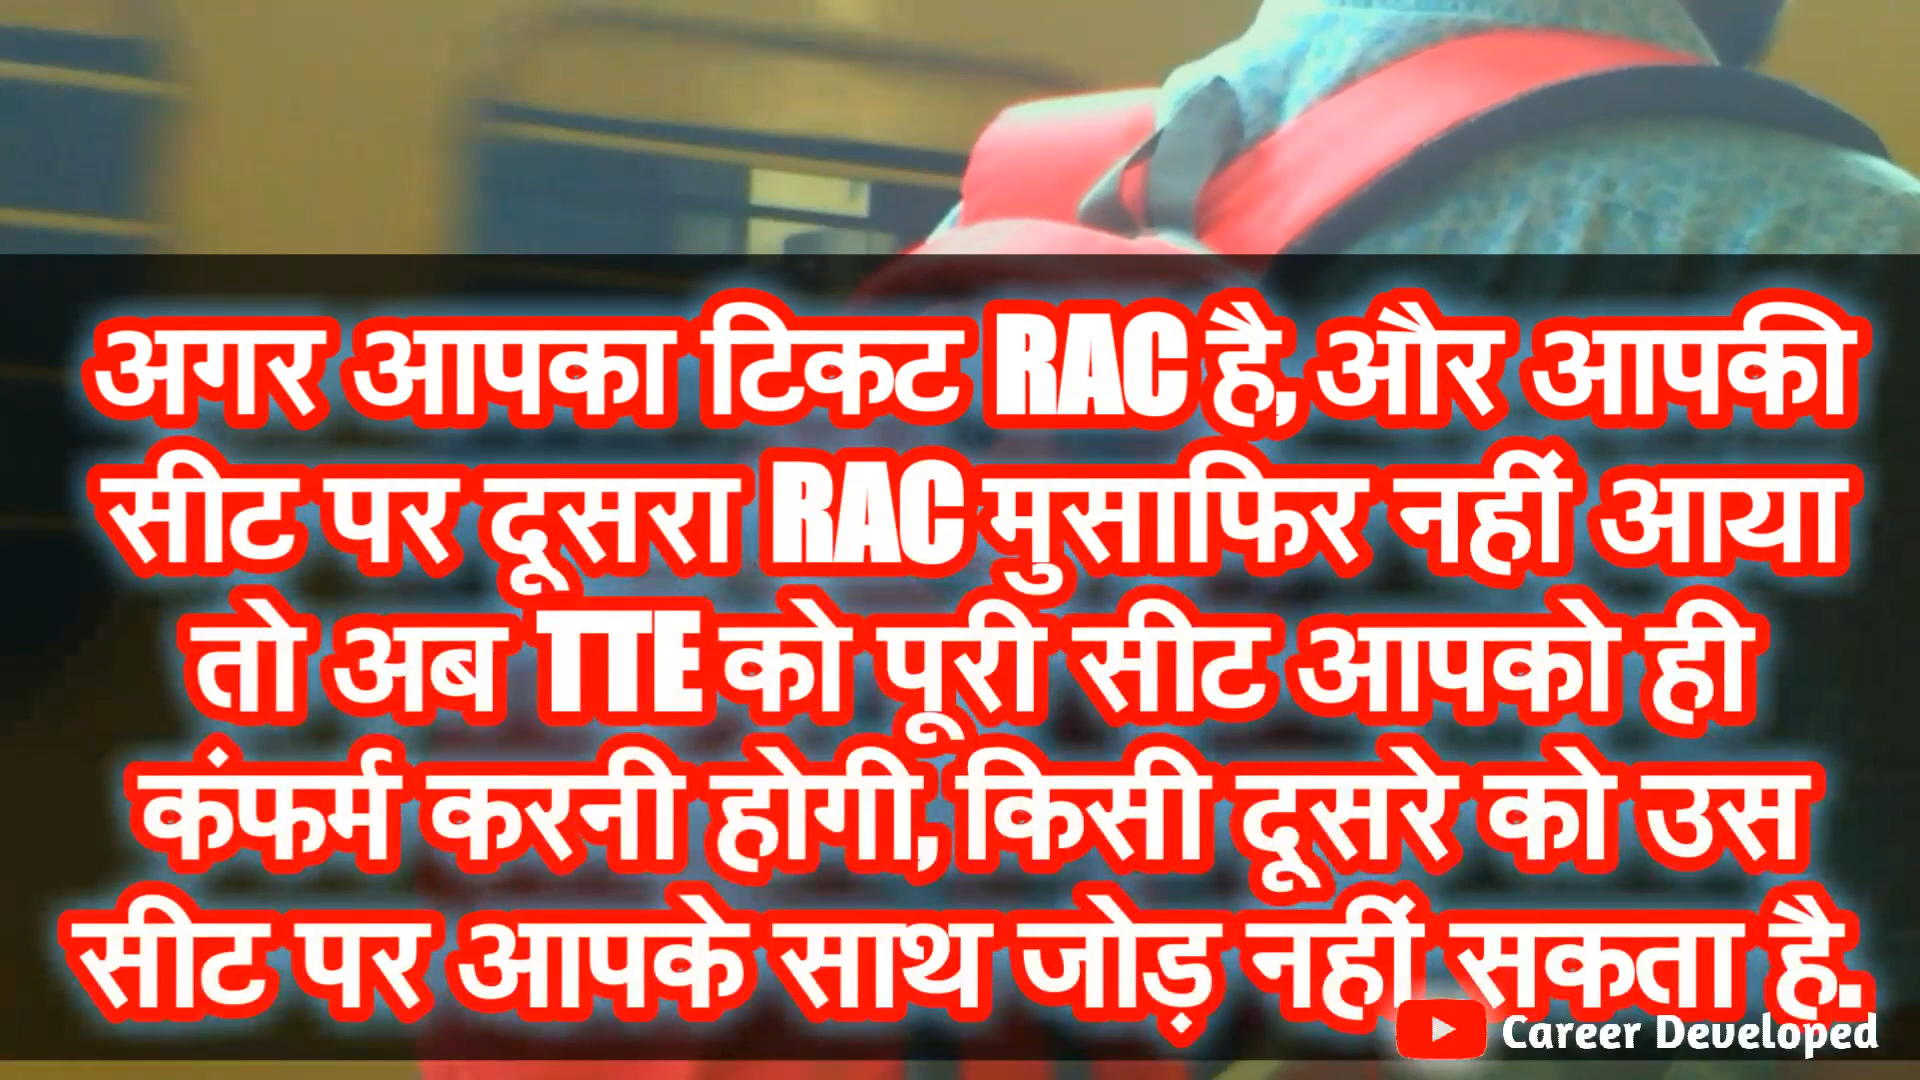 अगर आपका टिकट RAC है, और आपकी
सीट पर दूसरा RAC मुसाफिर नहीं आया
तो अब TTE को पूरी सीट आपको ही
कंफर्म करनी होगी, किसी दूसरे को उस
सीट पर आपके साथ जोड़ नहीं सकता है.
Career Developed